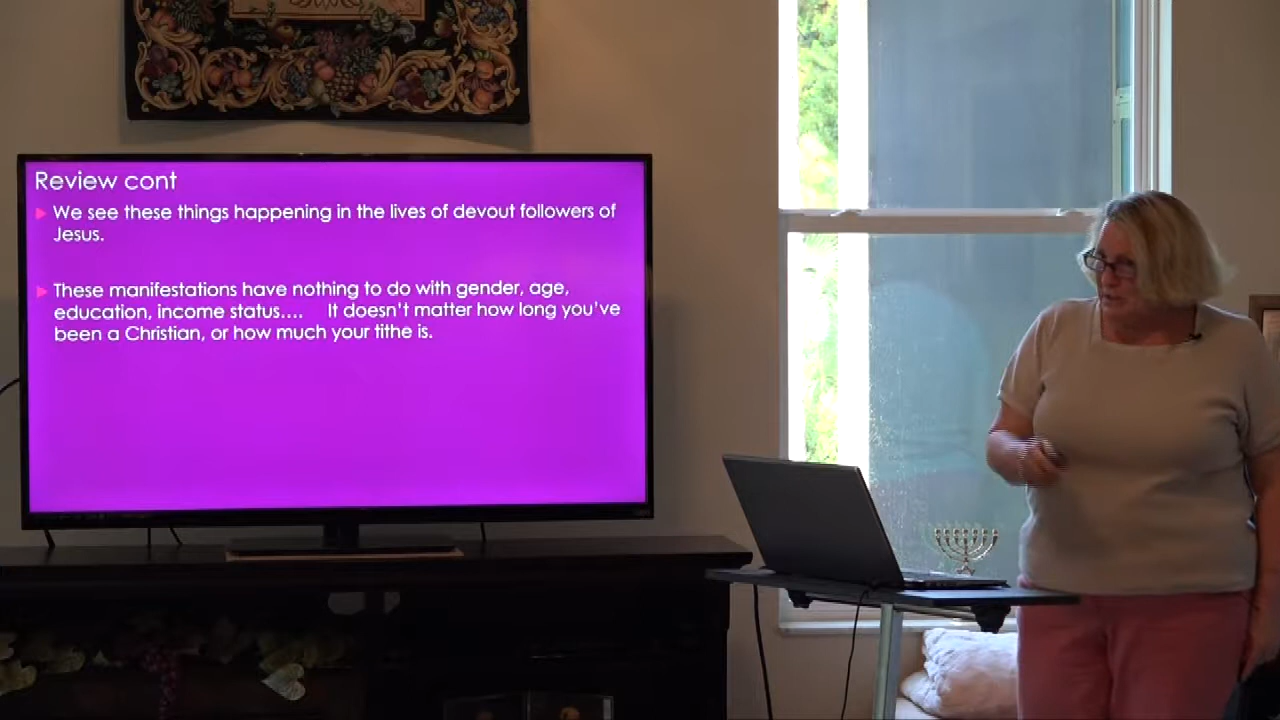 Review cont
We see these things happening in the lives of devout followers of
Jesus.
These manifestations have nothing to do with gender, age,
education, income status.... It doesn't matter how long you've
been a Christian, or how much your tithe is.